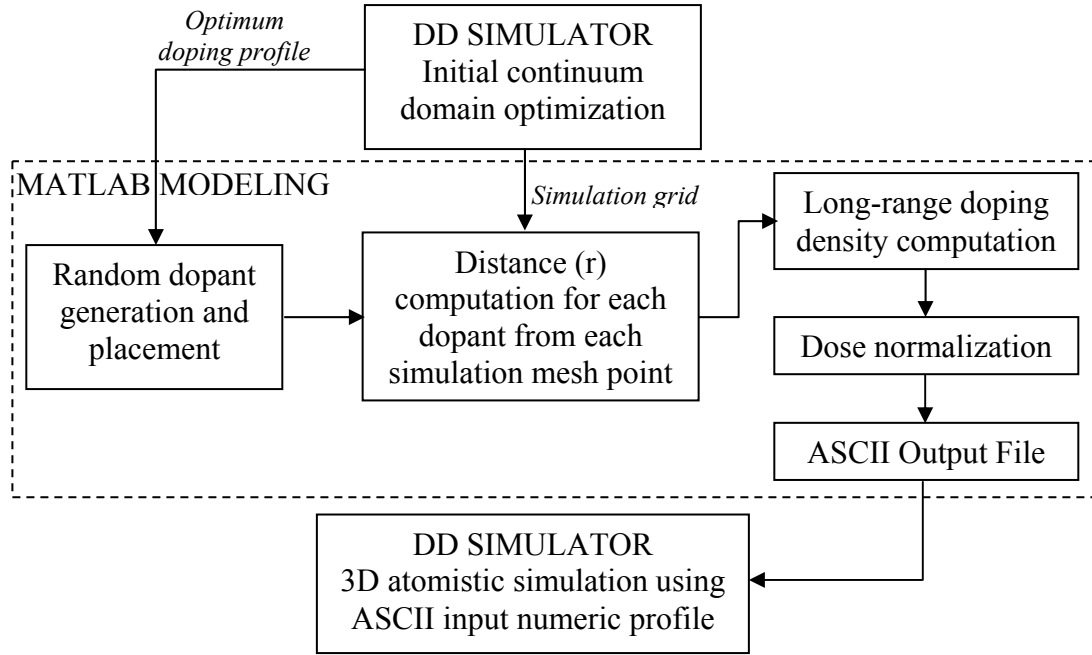 Optimum
doping profile
DD SIMULATOR
Initial continuum
domain optimization
MATLAB MODELING
Simulation grid
Random dopant
generation and
placement
Distance (r)
computation for each
dopant from each
simulation mesh point
Long-range doping
density computation
Dose normalization
ASCII Output File
DD SIMULATOR
3D atomistic simulation using
ASCII input numeric profile